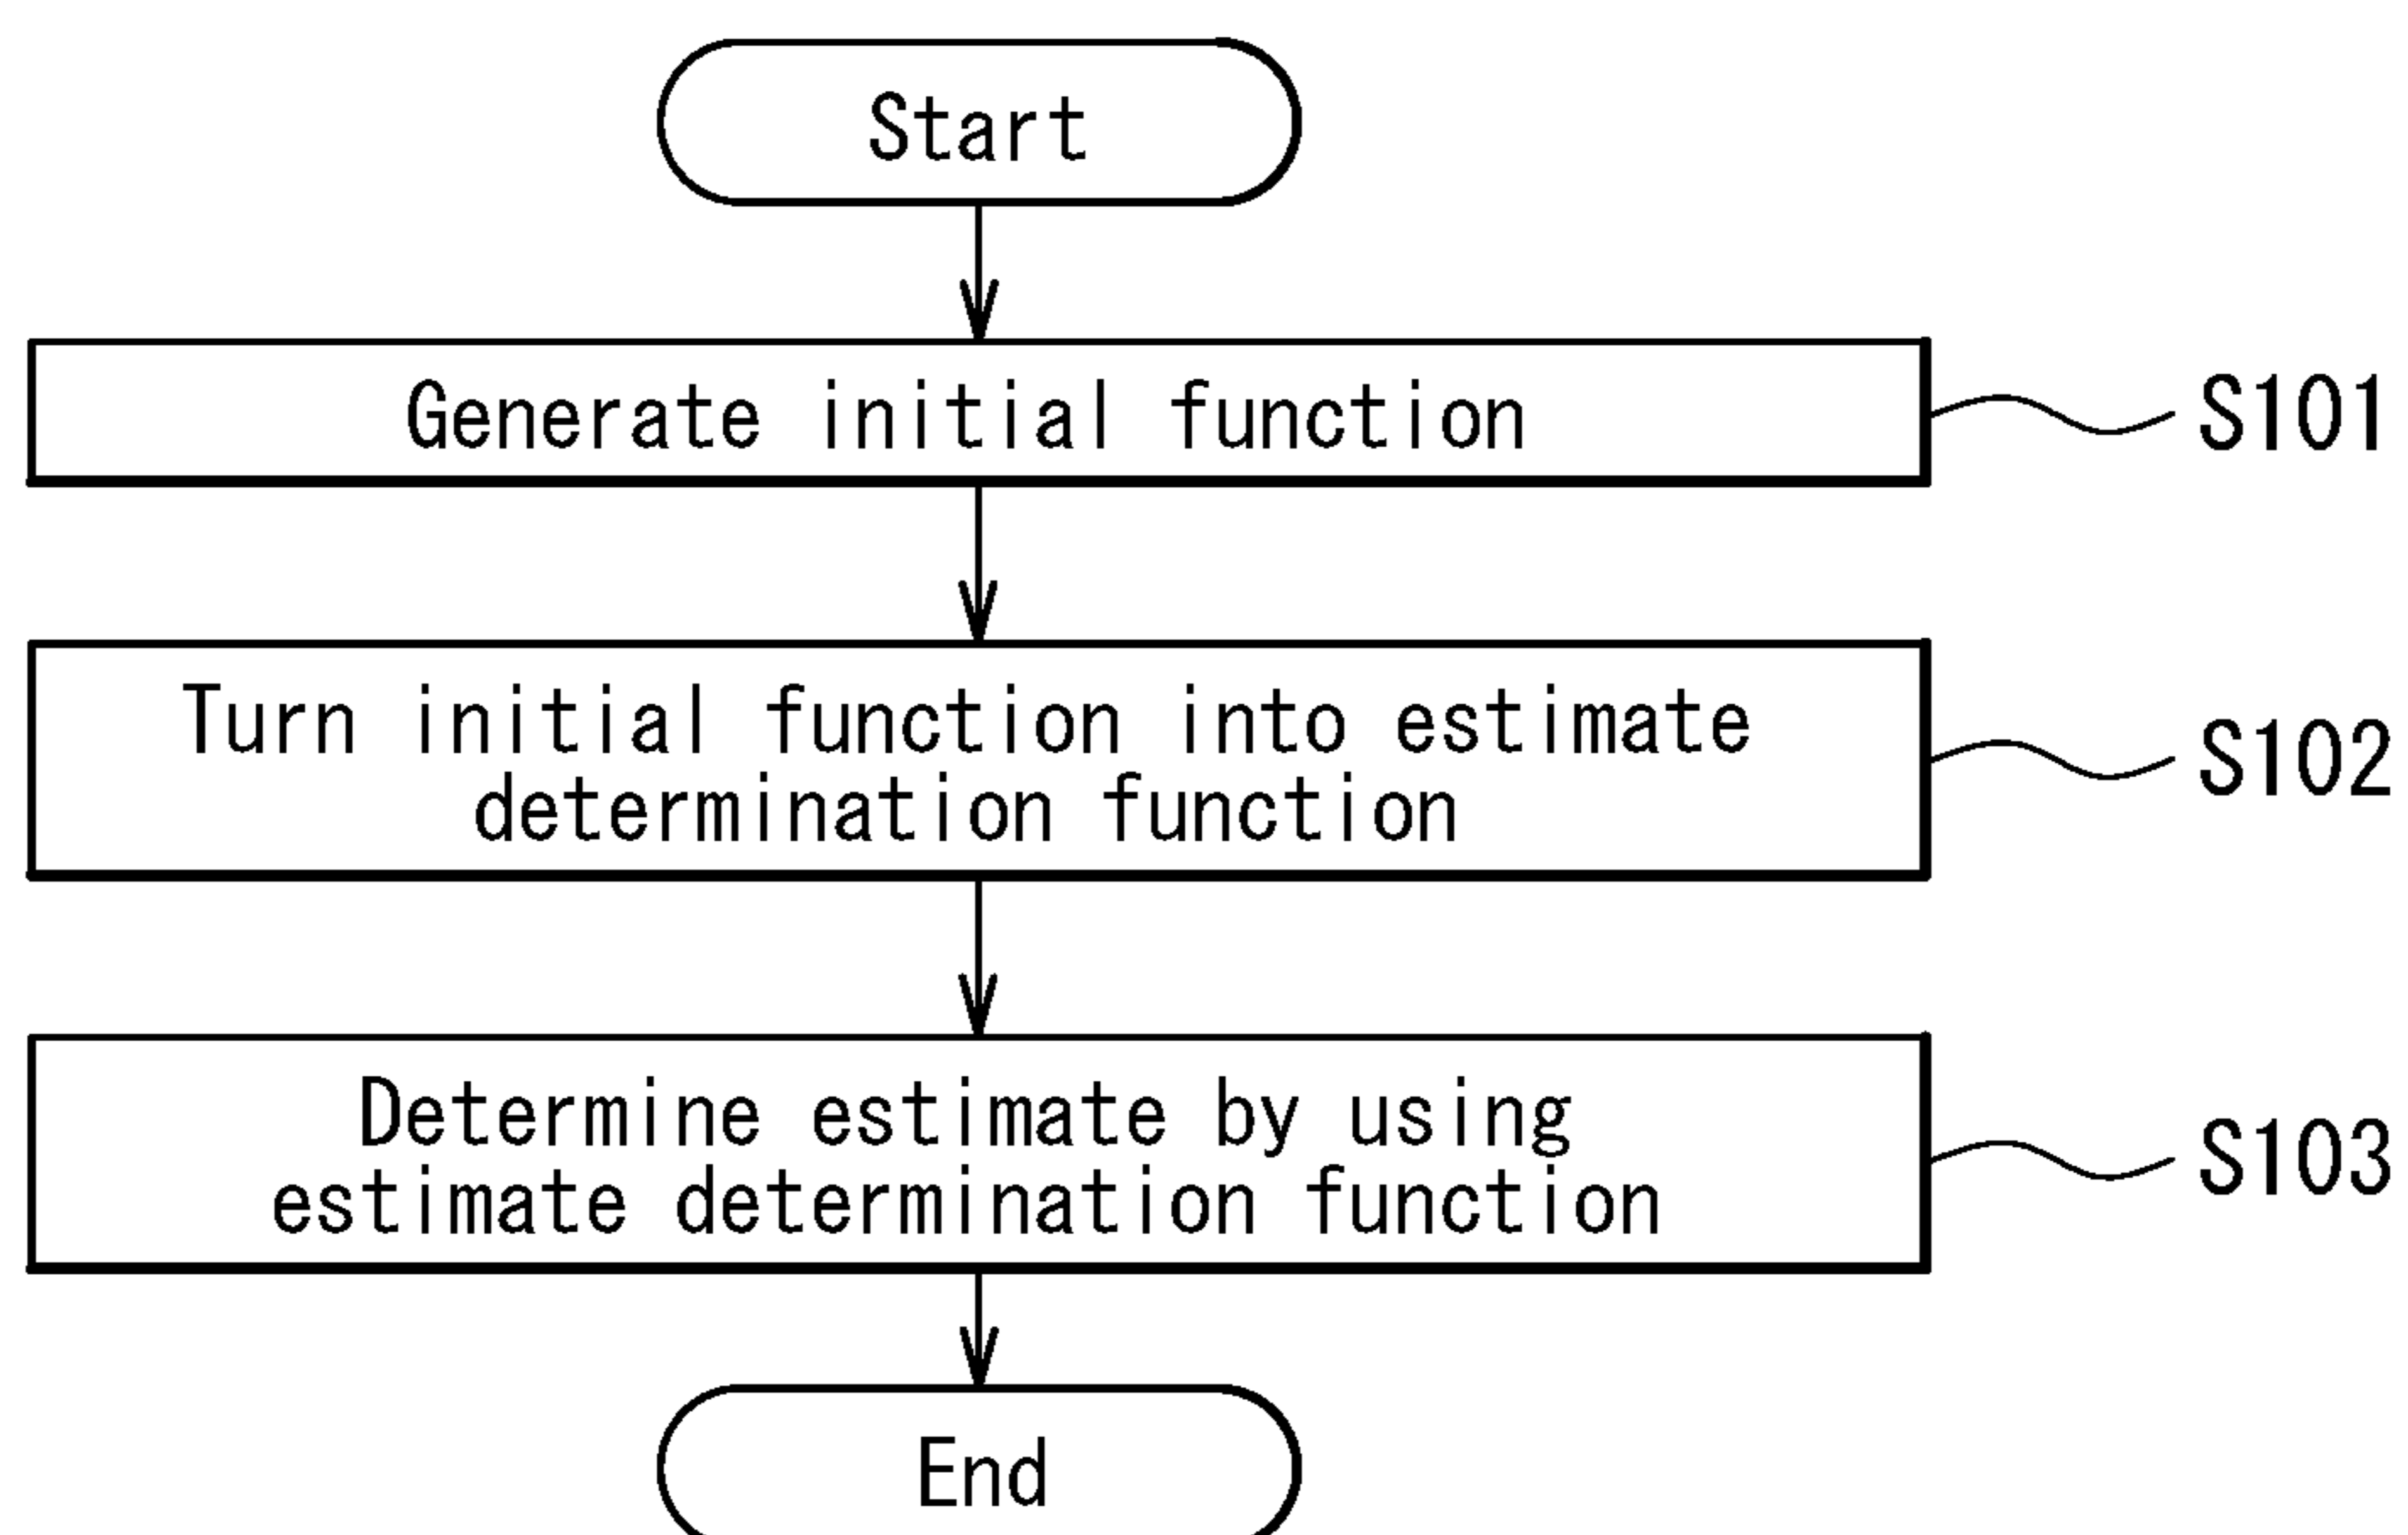 Start
Generate initial function
S101
Turn initial function into estimate
determination function
S102
Determine estimate by using
estimate determination function
S103
End